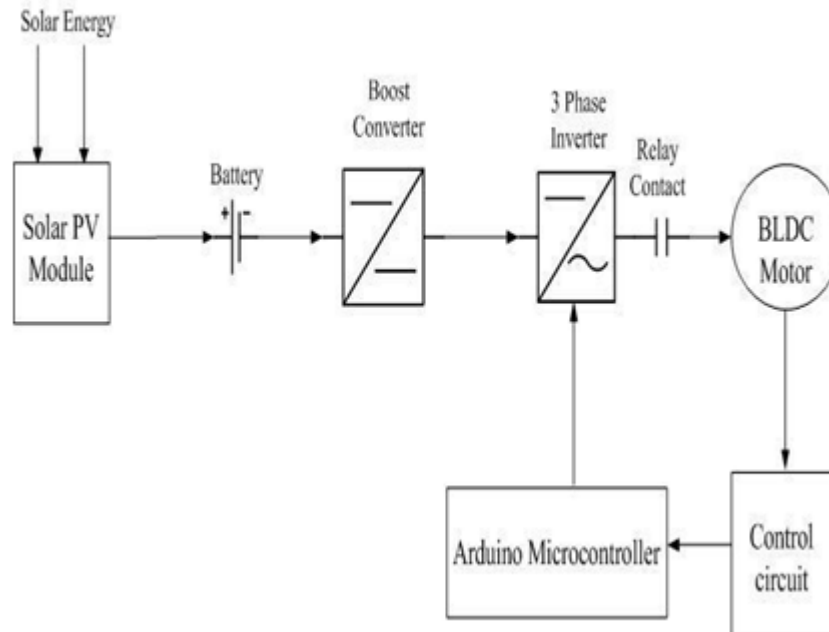 Solar Energy
Boost
Converter
3 Phase
Inverter
Relay
Contact
Battery
+ -
Solar PV
Module
BLDC
Motor
Arduino Microcontroller
Control
circuit